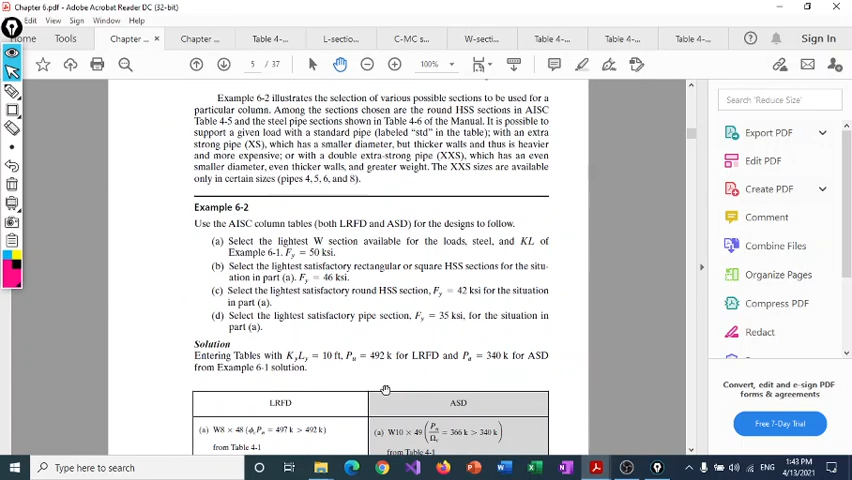 Chapter 6.pdf - Adobe Acrobat Reader DC (32-bit)
Edit View Sign Window Help
Home Tools Chapter ... × Chapter ... Table 4-... L-sectio... C-MC s... W-secti... Table 4-... Table 4-... Table 4-... Sign In
5 / 37 100%
Example 6-2 illustrates the selection of various possible sections to be used for a
particular column. Among the sections chosen are the round HSS sections in AISC
Table 4-5 and the steel pipe sections shown in Table 4-6 of the Manual. It is possible to
support a given load with a standard pipe (labeled “std” in the table); with an extra
strong pipe (XS), which has a smaller diameter, but thicker walls and thus is heavier
and more expensive; or with a double extra-strong pipe (XXS), which has an even
smaller diameter, even thicker walls, and greater weight. The XXS sizes are available
only in certain sizes (pipes 4, 5, 6, and 8).
Example 6-2
Use the AISC column tables (both LRFD and ASD) for the designs to follow.
(a) Select the lightest W section available for the loads, steel, and KL of
Example 6-1. Fy = 50 ksi.
(b) Select the lightest satisfactory rectangular or square HSS sections for the situ-
ation in part (a). Fy = 46 ksi.
(c) Select the lightest satisfactory round HSS section, Fy = 42 ksi for the situation
in part (a).
(d) Select the lightest satisfactory pipe section, Fy = 35 ksi, for the situation in
part (a).
Solution
Entering Tables with KyLy = 10 ft, Pu = 492 k for LRFD and Pa = 340 k for ASD
from Example 6-1 solution.
LRFD ASD
(a) W8 × 48 (ϕcPn = 497 k > 492 k)
from Table 4-1
(a) W10 × 49 (Pn/Ωc = 366 k > 340 k)
from Table 4-1
Search 'Reduce Size'
Export PDF
Edit PDF
Create PDF
Comment
Combine Files
Organize Pages
Compress PDF
Redact
Convert, edit and e-sign PDF
forms & agreements
Free 7-Day Trial
Type here to search
ENG
1:43 PM
4/13/2021